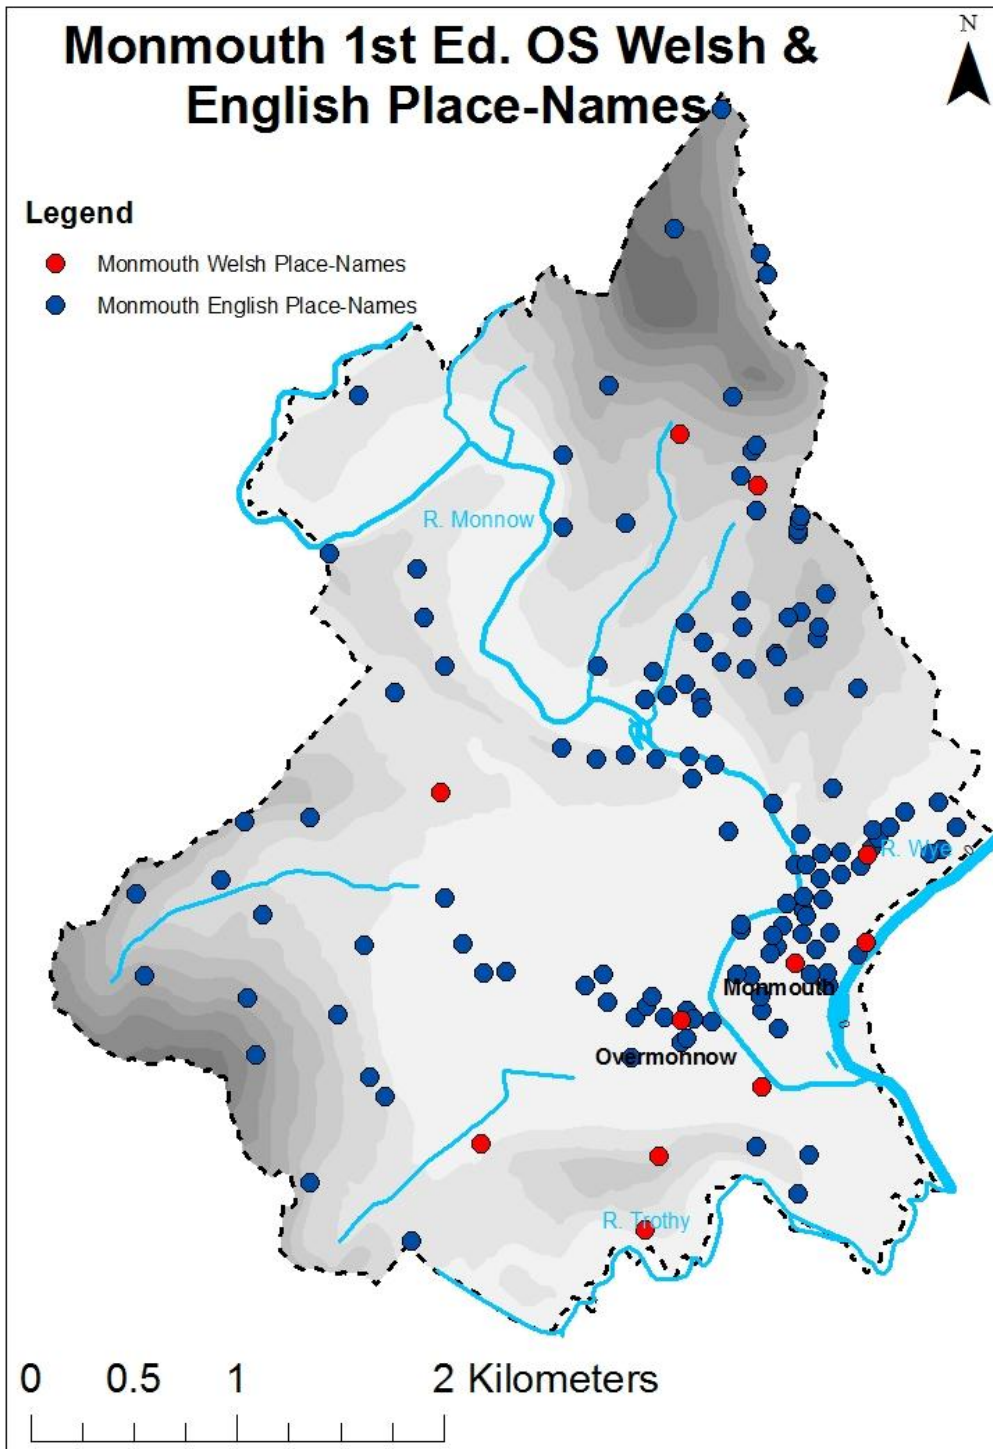 Monmouth 1st Ed. OS Welsh &
English Place-Names
N
Legend
Monmouth Welsh Place-Names
Monmouth English Place-Names
R. Monnow
R. Wye
Monmouth
Overmonnow
R. Trothy
0 0.5 1 2 Kilometers